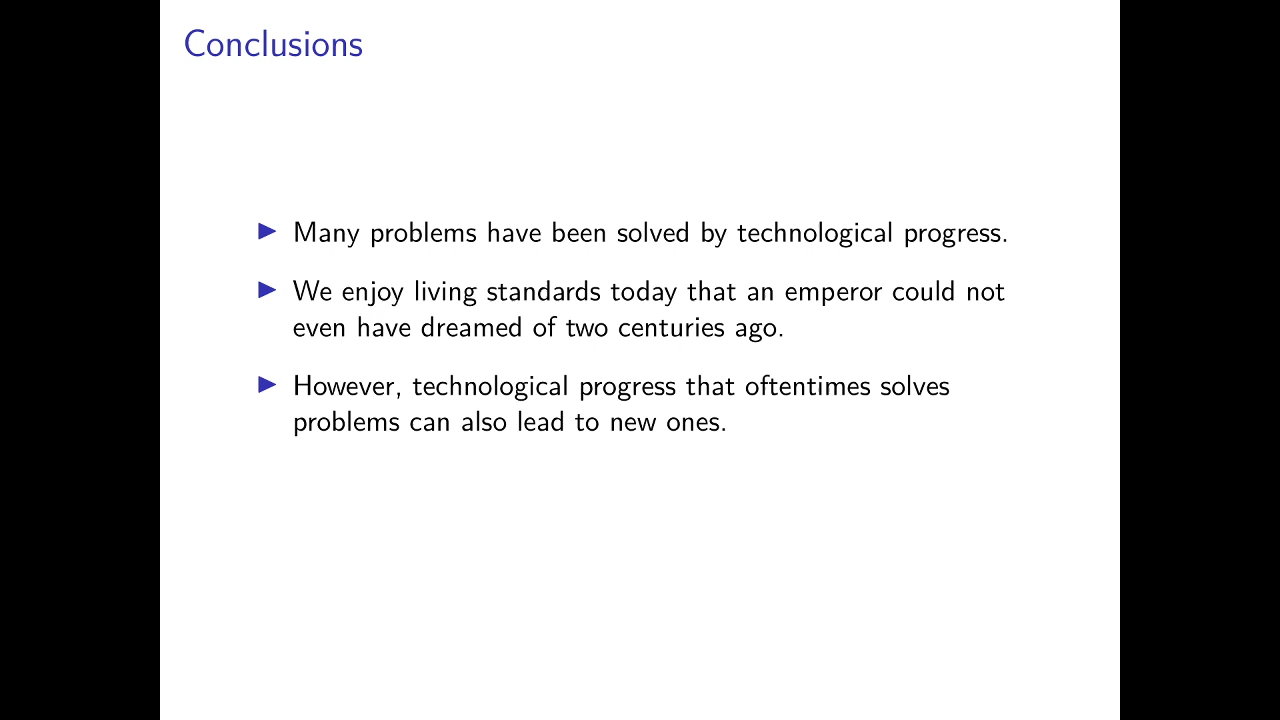 Conclusions
Many problems have been solved by technological progress.
We enjoy living standards today that an emperor could not
even have dreamed of two centuries ago.
However, technological progress that oftentimes solves
problems can also lead to new ones.